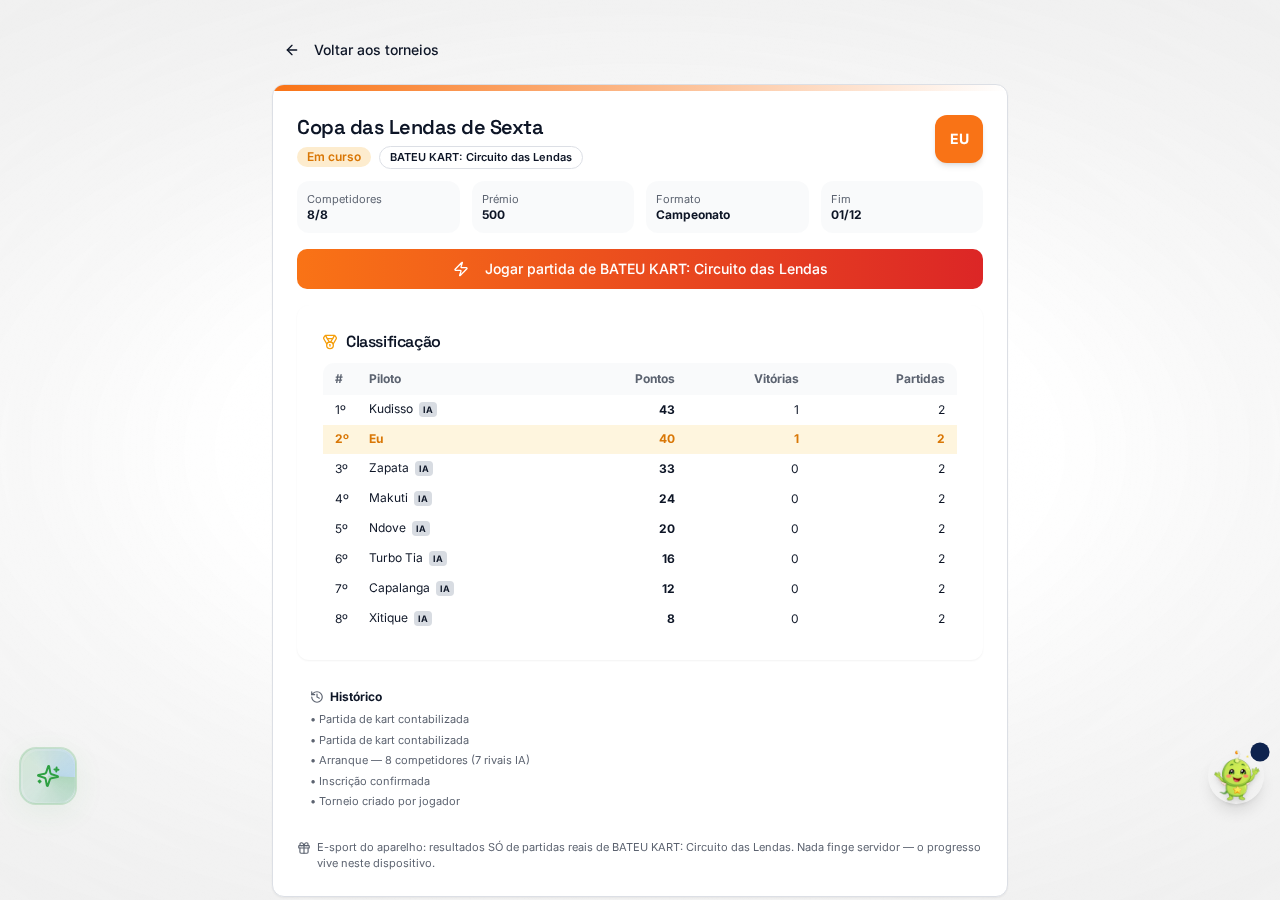 Voltar aos torneios
Copa das Lendas de Sexta
EU
Em curso
BATEU KART: Circuito das Lendas
Competidores
8/8
Prémio
500
Formato
Campeonato
Fim
01/12
Jogar partida de BATEU KART: Circuito das Lendas
Classificação
# Piloto Pontos Vitórias Partidas
1º Kudisso IA 43 1 2
2º Eu 40 1 2
3º Zapata IA 33 0 2
4º Makuti IA 24 0 2
5º Ndove IA 20 0 2
6º Turbo Tia IA 16 0 2
7º Capalanga IA 12 0 2
8º Xitique IA 8 0 2
Histórico
• Partida de kart contabilizada
• Partida de kart contabilizada
• Arranque — 8 competidores (7 rivais IA)
• Inscrição confirmada
• Torneio criado por jogador
E-sport do aparelho: resultados SÓ de partidas reais de BATEU KART: Circuito das Lendas. Nada finge servidor — o progresso
vive neste dispositivo.